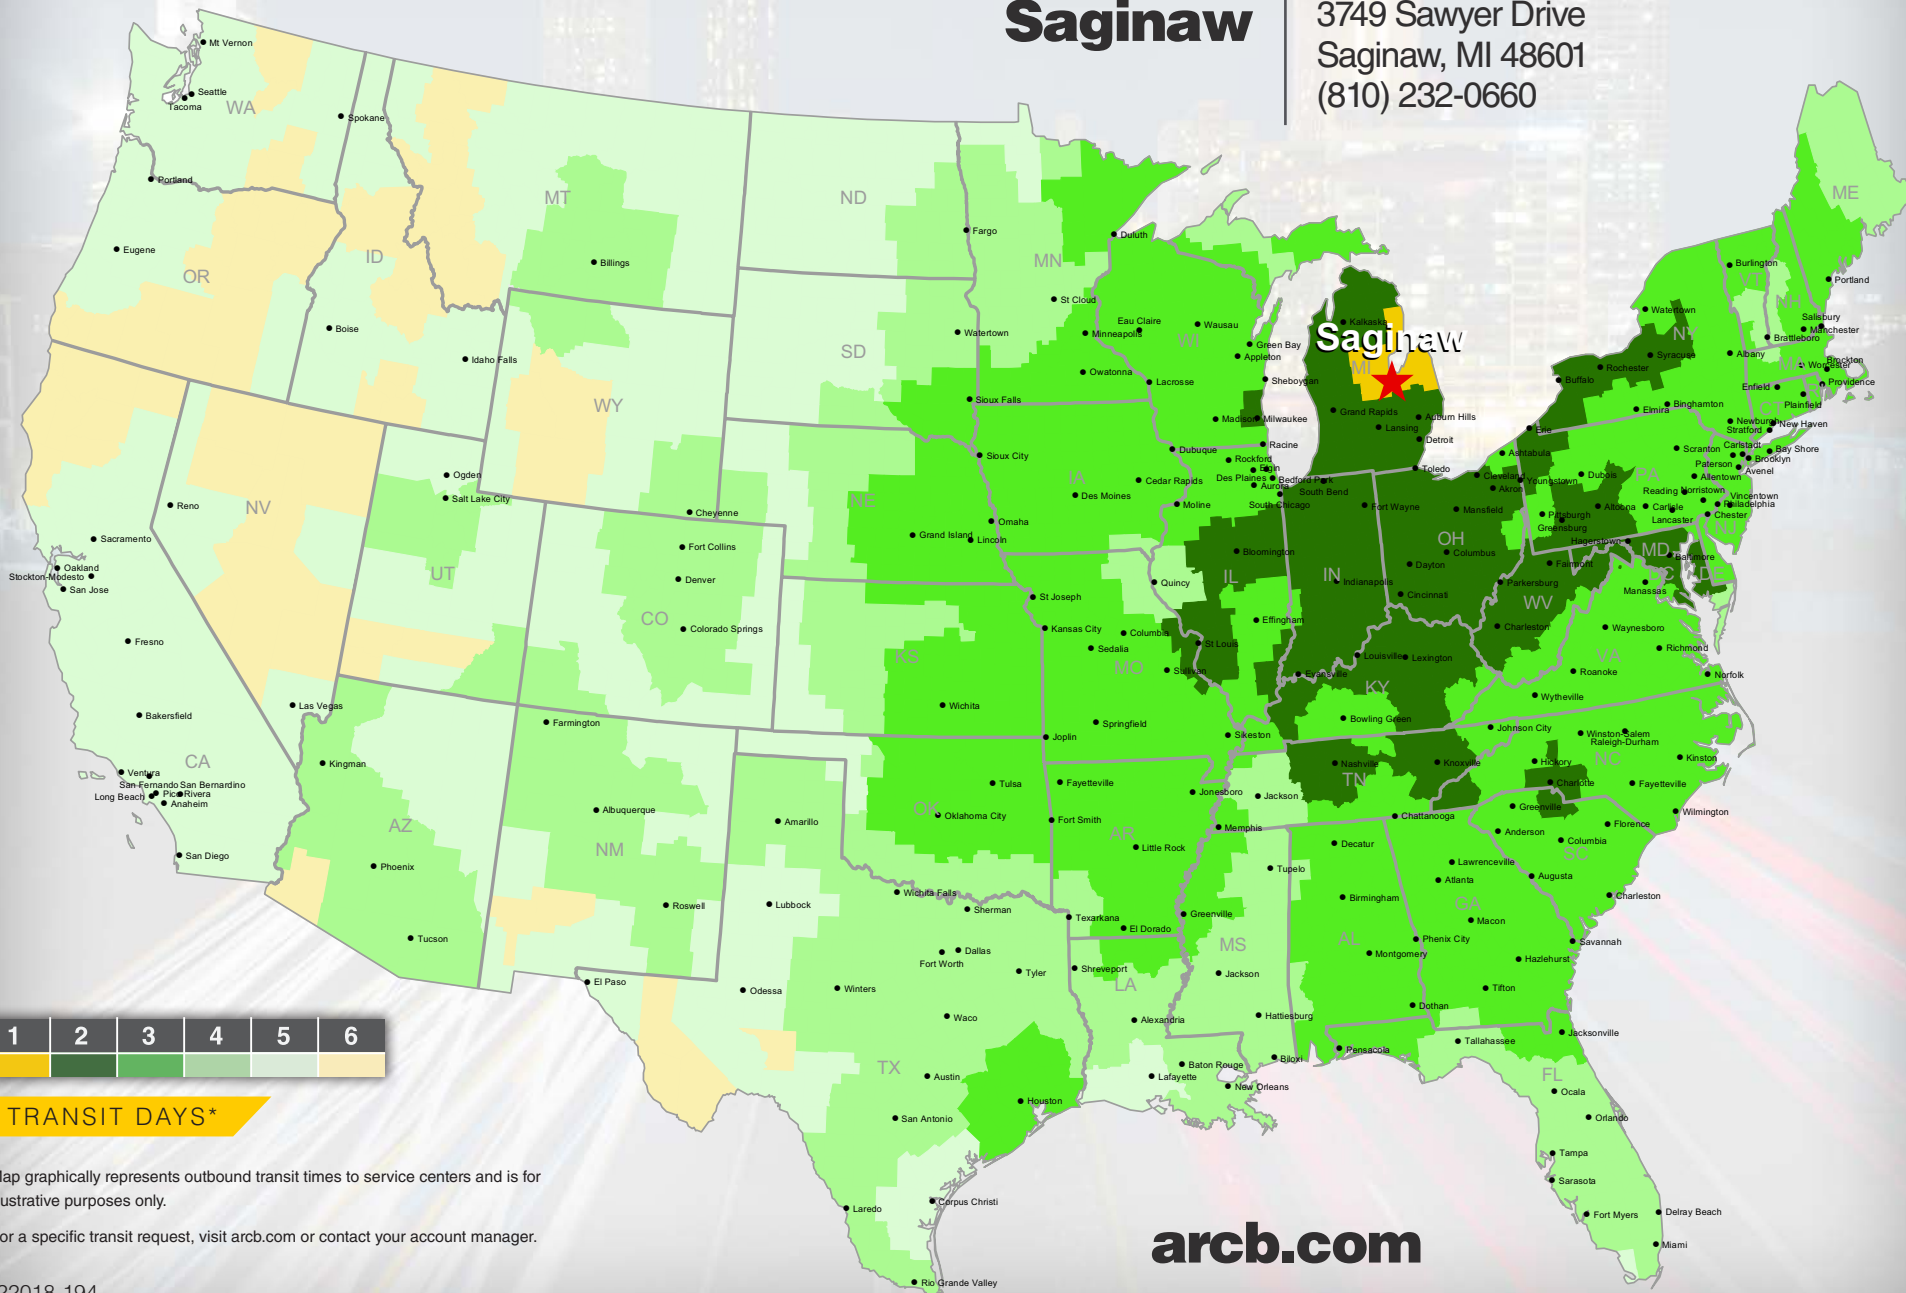 Saginaw
3749 Sawyer Drive
Saginaw, MI 48601
(810) 232-0660
Mt Vernon
Seattle
Tacoma
WA
Spokane
Portland
Eugene
OR
ID
Boise
Idaho Falls
MT
Billings
ND
Fargo
MN
Duluth
St Cloud
Minneapolis
Watertown
SD
Owatonna
Sioux Falls
WY
Eau Claire
Wausau
WI
Green Bay
Appleton
Lacrosse
Sheboygan
Madison
Milwaukee
Racine
Kalkaska
Saginaw
MI
Grand Rapids
Auburn Hills
Lansing
Detroit
Toledo
ME
Burlington
VT
NH
Portland
Watertown
NY
Salisbury
Manchester
Brattleboro
Syracuse
Albany
MA
Worcester
Brockton
Rochester
Buffalo
Enfield
Providence
Plainfield
CT
Binghamton
Elmira
Newburgh
New Haven
Stratford
Erie
Ashtabula
Scranton
Carlstadt
Bay Shore
Brooklyn
Paterson
Avenel
Cleveland
Youngstown
Dubois
PA
Allentown
Akron
Reading
Norristown
Vincentown
Philadelphia
Altoona
Carlisle
Lancaster
Chester
Pittsburgh
Greensburg
NJ
Mansfield
Hagerstown
MD
Baltimore
DC
DE
Manassas
Fairmont
Parkersburg
WV
Charleston
Waynesboro
Richmond
VA
Roanoke
Norfolk
Wytheville
OH
Columbus
Dayton
Cincinnati
Fort Wayne
South Bend
IN
Indianapolis
Evansville
Louisville
Lexington
KY
Bowling Green
Dubuque
Rockford
Elgin
Des Plaines
Aurora
Bedford Park
South Chicago
Moline
IL
Bloomington
Quincy
Effingham
St Louis
Sullivan
Sioux City
IA
Cedar Rapids
Des Moines
NE
Omaha
Grand Island
Lincoln
Cheyenne
Fort Collins
Denver
CO
Colorado Springs
Ogden
Salt Lake City
UT
NV
Reno
Sacramento
Oakland
Stockton-Modesto
San Jose
Fresno
Bakersfield
Las Vegas
CA
Ventura
San Fernando
San Bernardino
Long Beach
Pico Rivera
Anaheim
San Diego
Kingman
AZ
Phoenix
Tucson
Farmington
Albuquerque
NM
Roswell
KS
Wichita
St Joseph
Kansas City
Columbia
Sedalia
MO
Springfield
Joplin
Sikeston
Tulsa
OK
Oklahoma City
Fayetteville
Fort Smith
AR
Little Rock
Jonesboro
El Dorado
Texarkana
Nashville
TN
Knoxville
Jackson
Memphis
Chattanooga
Johnson City
Winston-Salem
Raleigh-Durham
NC
Hickory
Charlotte
Kinston
Fayetteville
Wilmington
Greenville
Anderson
Florence
Columbia
SC
Charleston
Decatur
Tupelo
Birmingham
AL
Montgomery
Phenix City
Dothan
Lawrenceville
Atlanta
Augusta
GA
Macon
Savannah
Hazlehurst
Tifton
Greenville
MS
Jackson
Hattiesburg
Biloxi
Pensacola
Shreveport
LA
Alexandria
Baton Rouge
Lafayette
New Orleans
Tallahassee
Jacksonville
FL
Ocala
Orlando
Tampa
Sarasota
Fort Myers
Delray Beach
Miami
Amarillo
Lubbock
Wichita Falls
Sherman
Dallas
Fort Worth
Tyler
El Paso
Odessa
Winters
Waco
TX
Austin
Houston
San Antonio
Corpus Christi
Laredo
Rio Grande Valley
1 2 3 4 5 6
TRANSIT DAYS*
Map graphically represents outbound transit times to service centers and is for
ustrative purposes only.
or a specific transit request, visit arcb.com or contact your account manager.
arcb.com